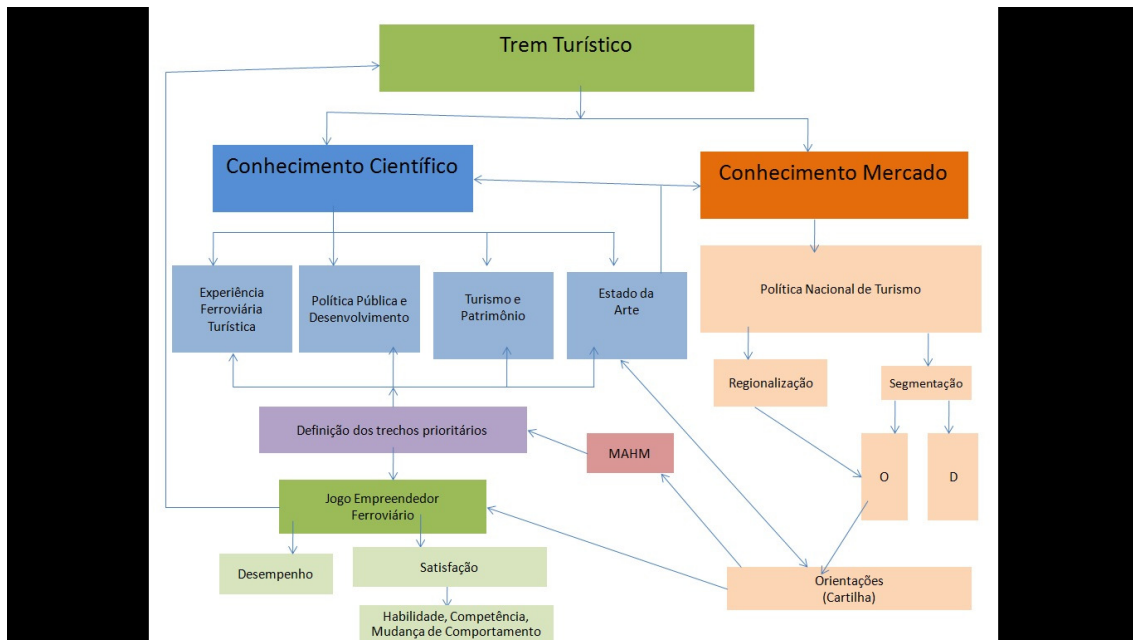 Trem Turístico
Conhecimento Científico
Conhecimento Mercado
Experiência
Ferroviária
Turística
Política Pública e
Desenvolvimento
Turismo e
Patrimônio
Estado da
Arte
Política Nacional de Turismo
Regionalização
Segmentação
Definição dos trechos prioritários
MAHM
O
D
Jogo Empreendedor
Ferroviário
Desempenho
Satisfação
Orientações
(Cartilha)
Habilidade, Competência,
Mudança de Comportamento